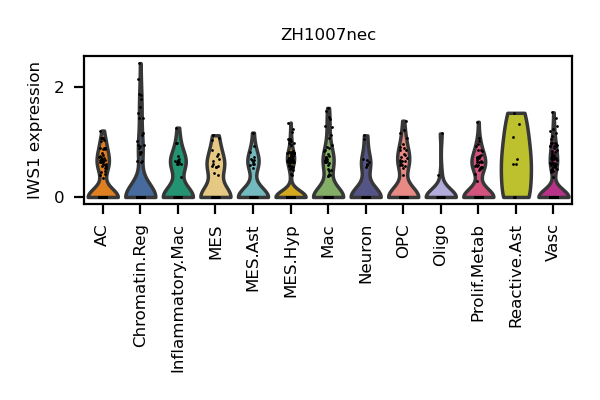 ZH1007nec
IWS1 expression
2
0
AC
Chromatin.Reg
Inflammatory.Mac
MES
MES.Ast
MES.Hyp
Mac
Neuron
OPC
Oligo
Prolif.Metab
Reactive.Ast
Vasc